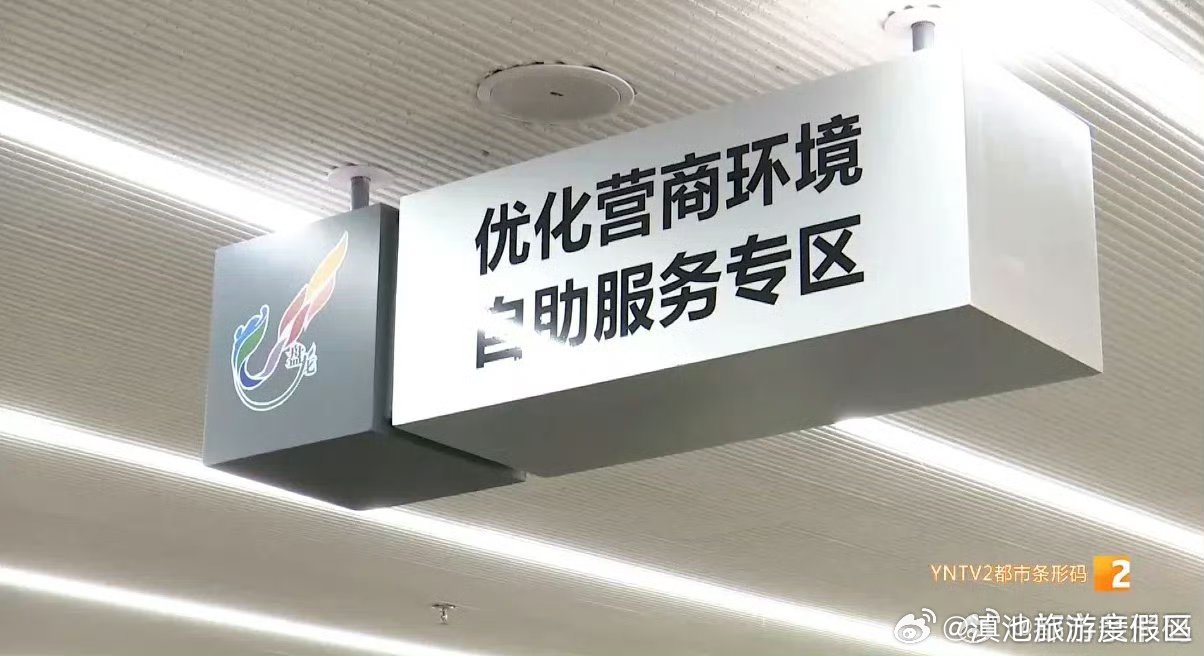 优化营商环境
自助服务专区
盘龙
YNTV2都市条形码 2
@滇池旅游度假区